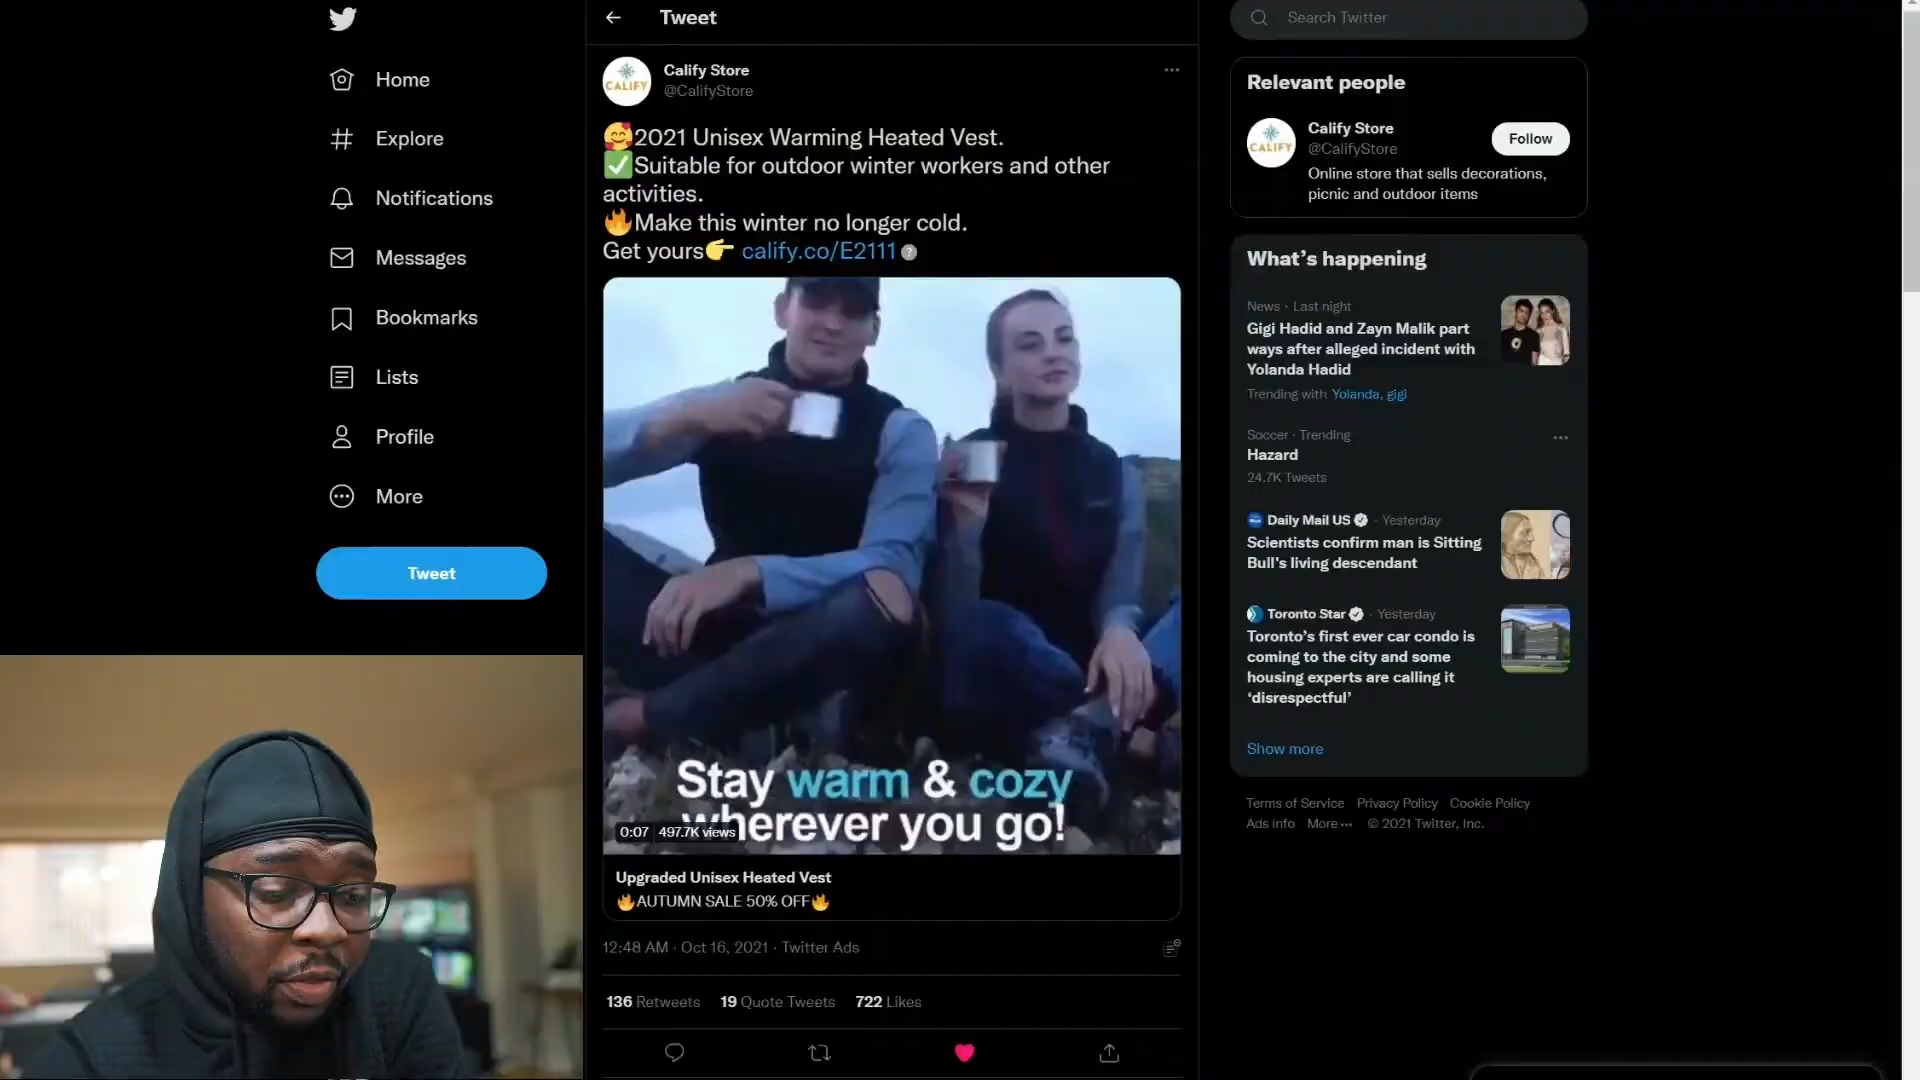 Home
Explore
Notifications
Messages
Bookmarks
Lists
Profile
More
Tweet
Tweet
CALIFY
Calify Store
@CalifyStore
🥰2021 Unisex Warming Heated Vest.
✅Suitable for outdoor winter workers and other
activities.
🔥Make this winter no longer cold.
Get yours👉 calify.co/E2111
Stay warm & cozy
wherever you go!
0:07 497.7K views
Upgraded Unisex Heated Vest
🔥AUTUMN SALE 50% OFF🔥
12:48 AM · Oct 16, 2021 · Twitter Ads
136 Retweets 19 Quote Tweets 722 Likes
Search Twitter
Relevant people
CALIFY
Calify Store
@CalifyStore
Follow
Online store that sells decorations,
picnic and outdoor items
What's happening
News · Last night
Gigi Hadid and Zayn Malik part
ways after alleged incident with
Yolanda Hadid
Trending with Yolanda, gigi
Soccer · Trending
Hazard
24.7K Tweets
Daily Mail US · Yesterday
Scientists confirm man is Sitting
Bull's living descendant
Toronto Star · Yesterday
Toronto's first ever car condo is
coming to the city and some
housing experts are calling it
'disrespectful'
Show more
Terms of Service Privacy Policy Cookie Policy
Ads info More ··· © 2021 Twitter, Inc.